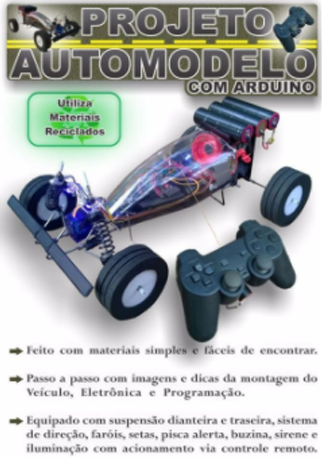 PROJETO
AUTOMODELO
COM ARDUINO
Utiliza
Materiais
Reciclados
Feito com materiais simples e fáceis de encontrar.
Passo a passo com imagens e dicas da montagem do
Veículo, Eletrônica e Programação.
Equipado com suspensão dianteira e traseira, sistema
de direção, faróis, setas, pisca alerta, buzina, sirene e
iluminação com acionamento via controle remoto.